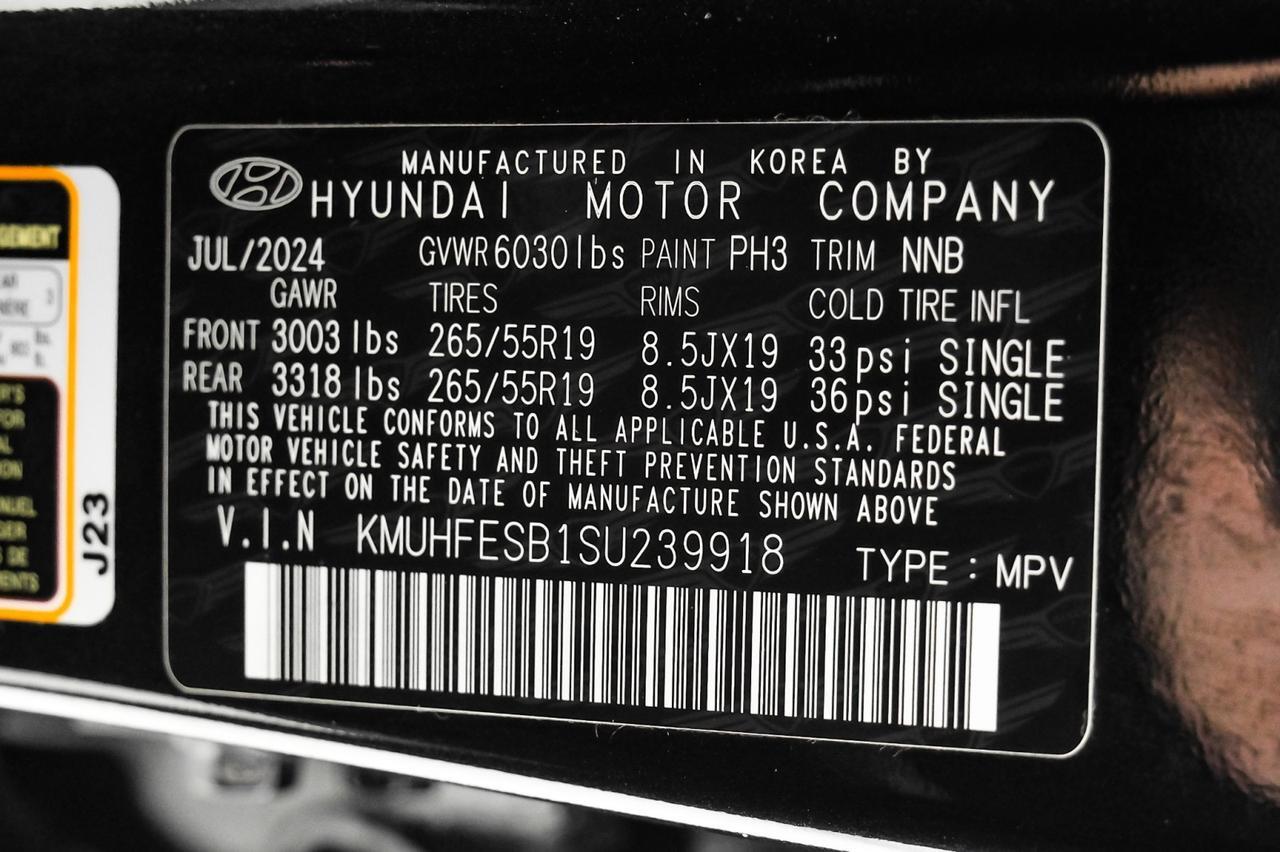 MANUFACTURED IN KOREA BY
HYUNDAI MOTOR COMPANY
JUL/2024 GVWR 6030 lbs PAINT PH3 TRIM NNB
GAWR TIRES RIMS COLD TIRE INFL
FRONT 3003 lbs 265/55R19 8.5JX19 33psi SINGLE
REAR 3318 lbs 265/55R19 8.5JX19 36psi SINGLE
THIS VEHICLE CONFORMS TO ALL APPLICABLE U.S.A. FEDERAL
MOTOR VEHICLE SAFETY AND THEFT PREVENTION STANDARDS
IN EFFECT ON THE DATE OF MANUFACTURE SHOWN ABOVE
V.I.N KMUHFESB1SU239918 TYPE : MPV
J23